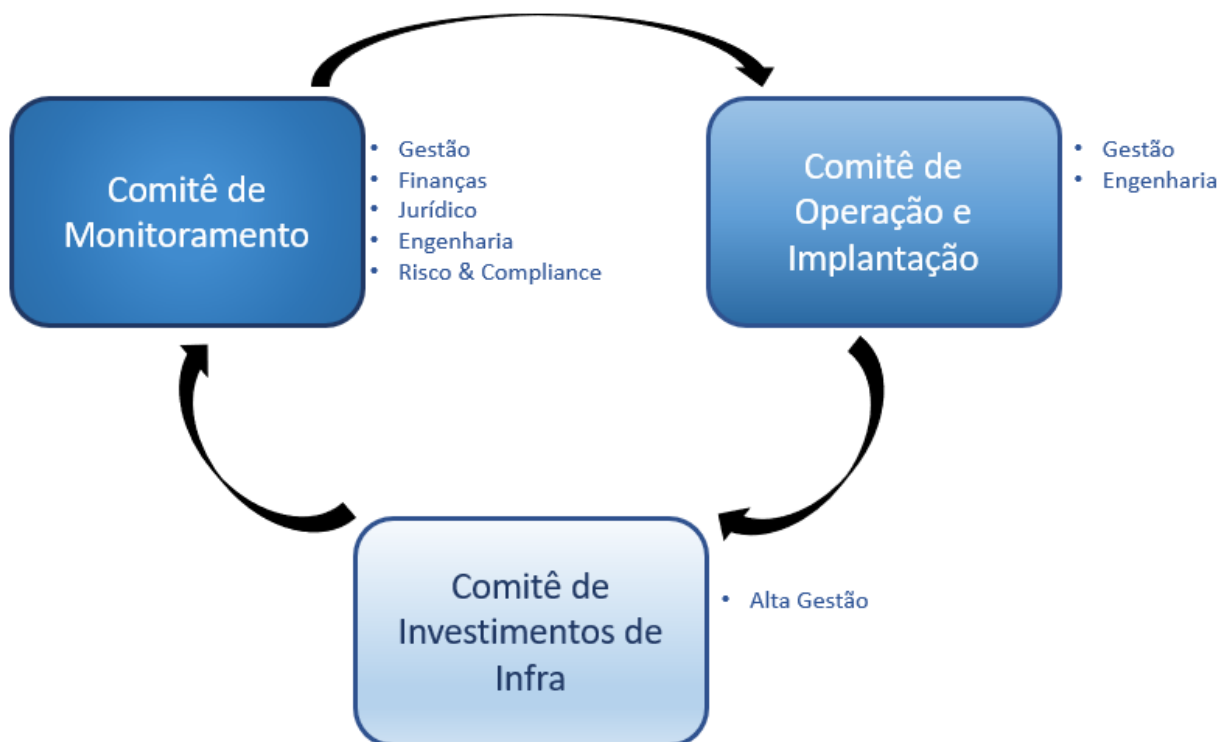 Comitê de
Monitoramento
• Gestão
• Finanças
• Jurídico
• Engenharia
• Risco & Compliance
Comitê de
Operação e
Implantação
• Gestão
• Engenharia
Comitê de
Investimentos de
Infra
• Alta Gestão